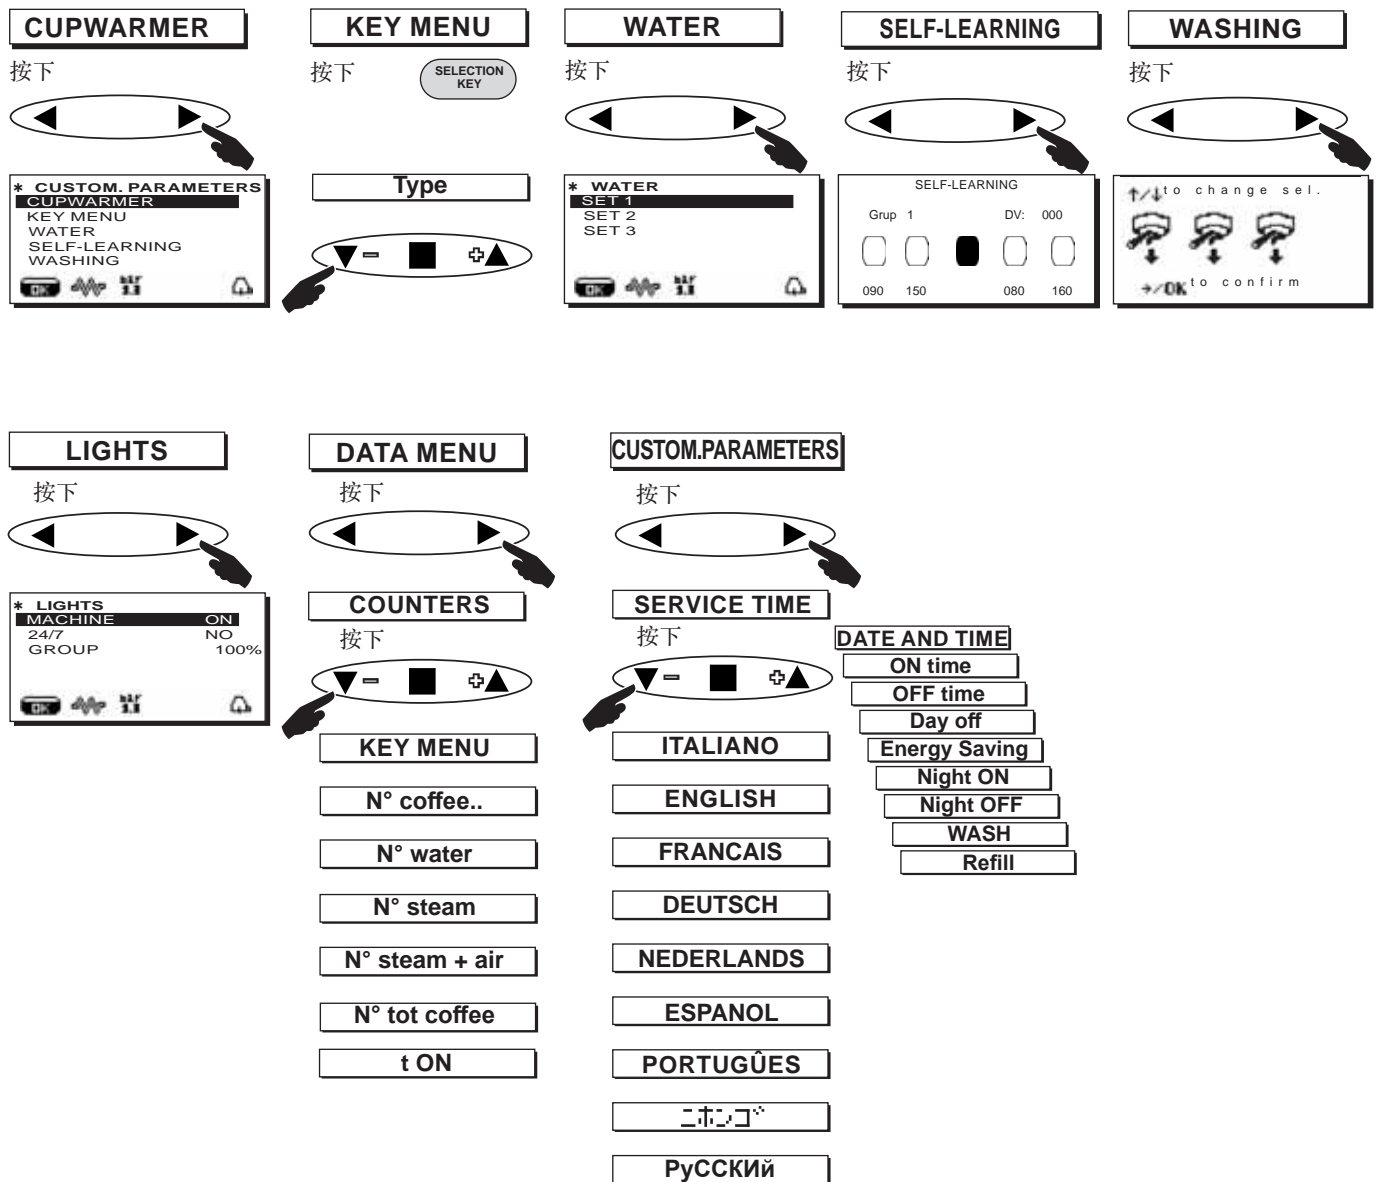 CUPWARMER
按下
* CUSTOM. PARAMETERS
CUPWARMER
KEY MENU
WATER
SELF-LEARNING
WASHING
OK
KEY MENU
按下
SELECTION
KEY
Type
WATER
按下
* WATER
SET 1
SET 2
SET 3
OK
SELF-LEARNING
按下
SELF-LEARNING
Grup 1 DV: 000
090 150 080 160
WASHING
按下
↑/↓ to change sel.
→/OK to confirm
LIGHTS
按下
* LIGHTS
MACHINE ON
24/7 NO
GROUP 100%
OK
DATA MENU
按下
COUNTERS
按下
KEY MENU
N° coffee..
N° water
N° steam
N° steam + air
N° tot coffee
t ON
CUSTOM.PARAMETERS
按下
SERVICE TIME
按下
ITALIANO
ENGLISH
FRANCAIS
DEUTSCH
NEDERLANDS
ESPANOL
PORTUGÛES
ニホンゴ
РуССКИй
DATE AND TIME
ON time
OFF time
Day off
Energy Saving
Night ON
Night OFF
WASH
Refill